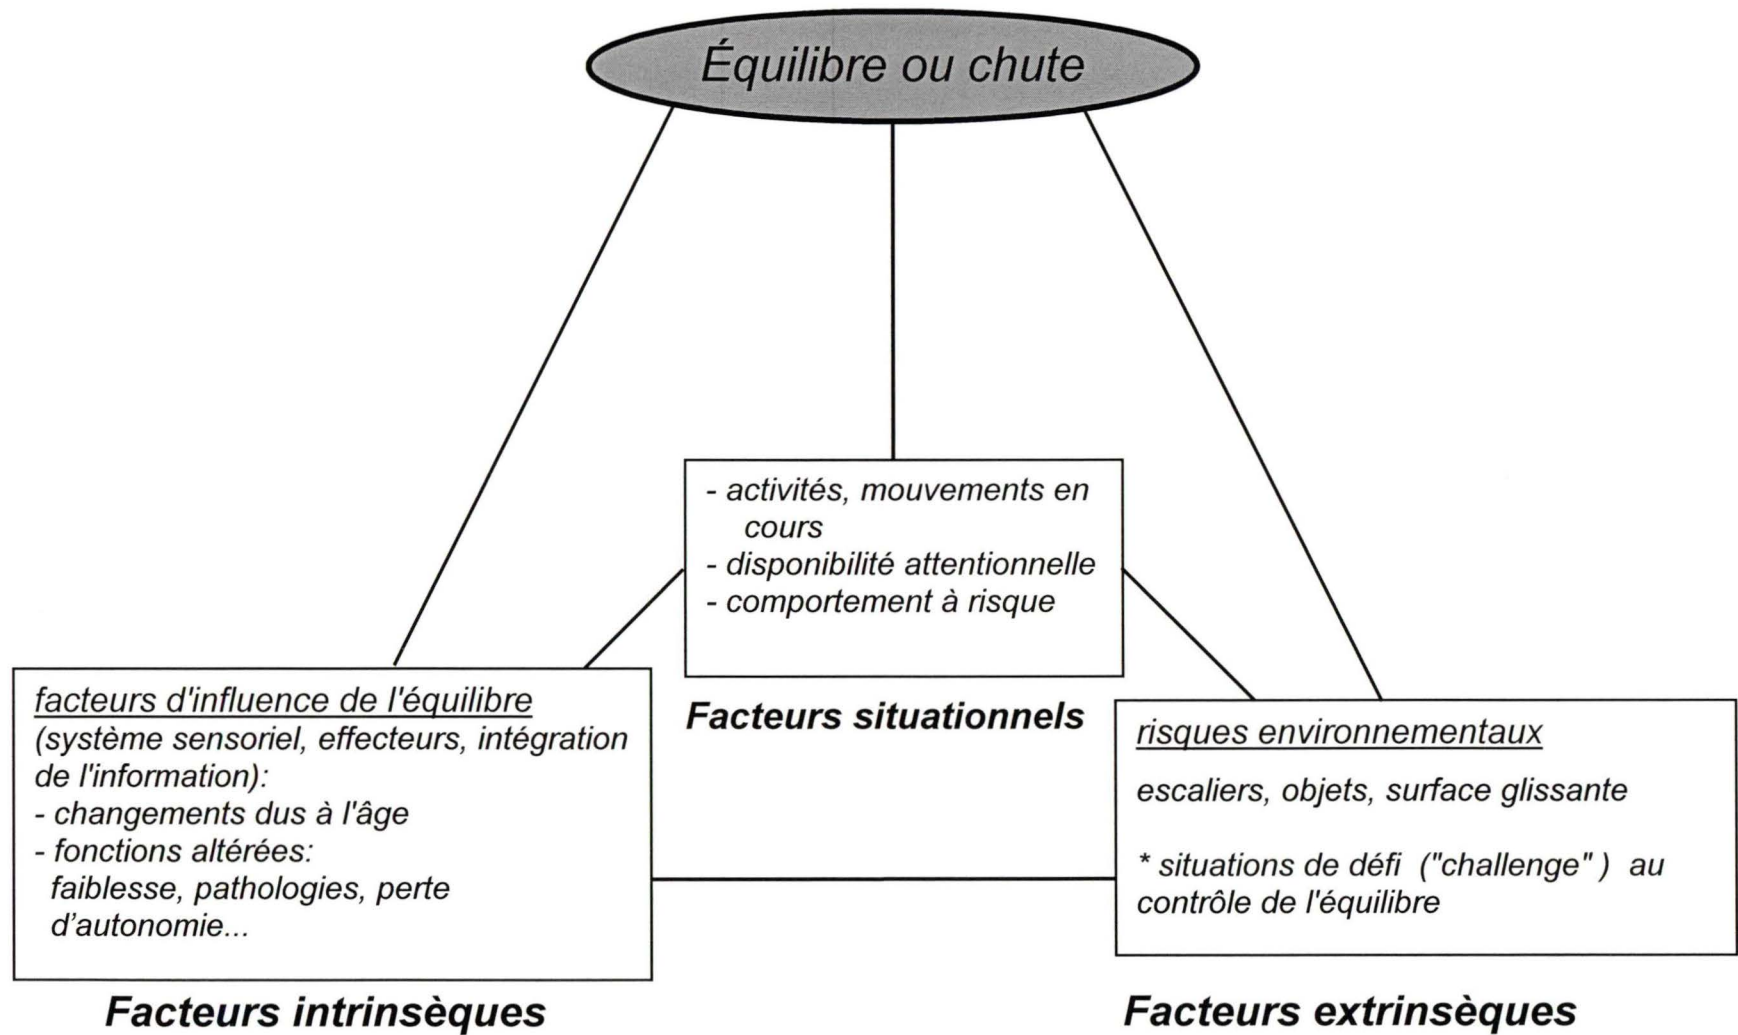 Équilibre ou chute
- activités, mouvements en
cours
- disponibilité attentionnelle
- comportement à risque
Facteurs situationnels
facteurs d'influence de l'équilibre
(système sensoriel, effecteurs, intégration
de l'information):
- changements dus à l'âge
- fonctions altérées:
faiblesse, pathologies, perte
d’autonomie...
Facteurs intrinsèques
risques environnementaux
escaliers, objets, surface glissante
* situations de défi ("challenge" ) au
contrôle de l'équilibre
Facteurs extrinsèques